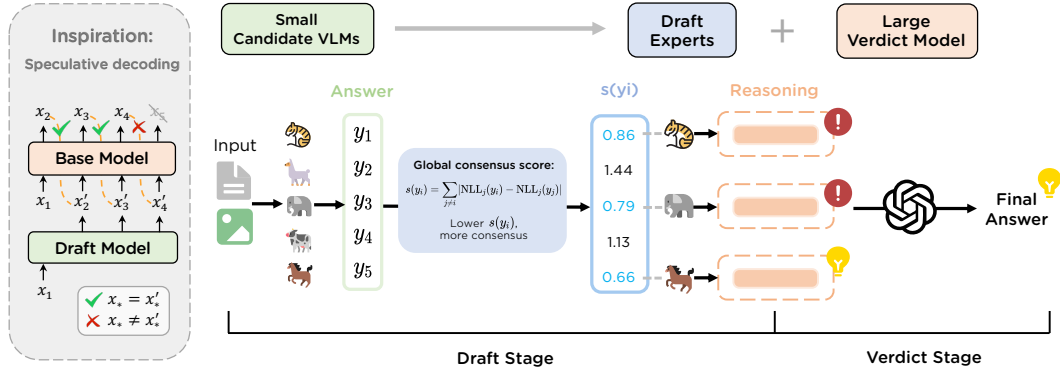 Inspiration:
Speculative decoding
x₂ x₃ x₄ x₅
Base Model
x₁ x₂′ x₃′ x₄′
Draft Model
x₁
x* = x*′
x* ≠ x*′
Small
Candidate VLMs
Draft
Experts
+
Large
Verdict Model
Input
Answer
y₁
y₂
y₃
y₄
y₅
Global consensus score:
s(yᵢ) = ∑_{j≠i} |NLLⱼ(yᵢ) − NLLⱼ(yⱼ)|
Lower s(yᵢ),
more consensus
s(yi)
0.86
1.44
0.79
1.13
0.66
Reasoning
!
!
Final
Answer
Draft Stage
Verdict Stage